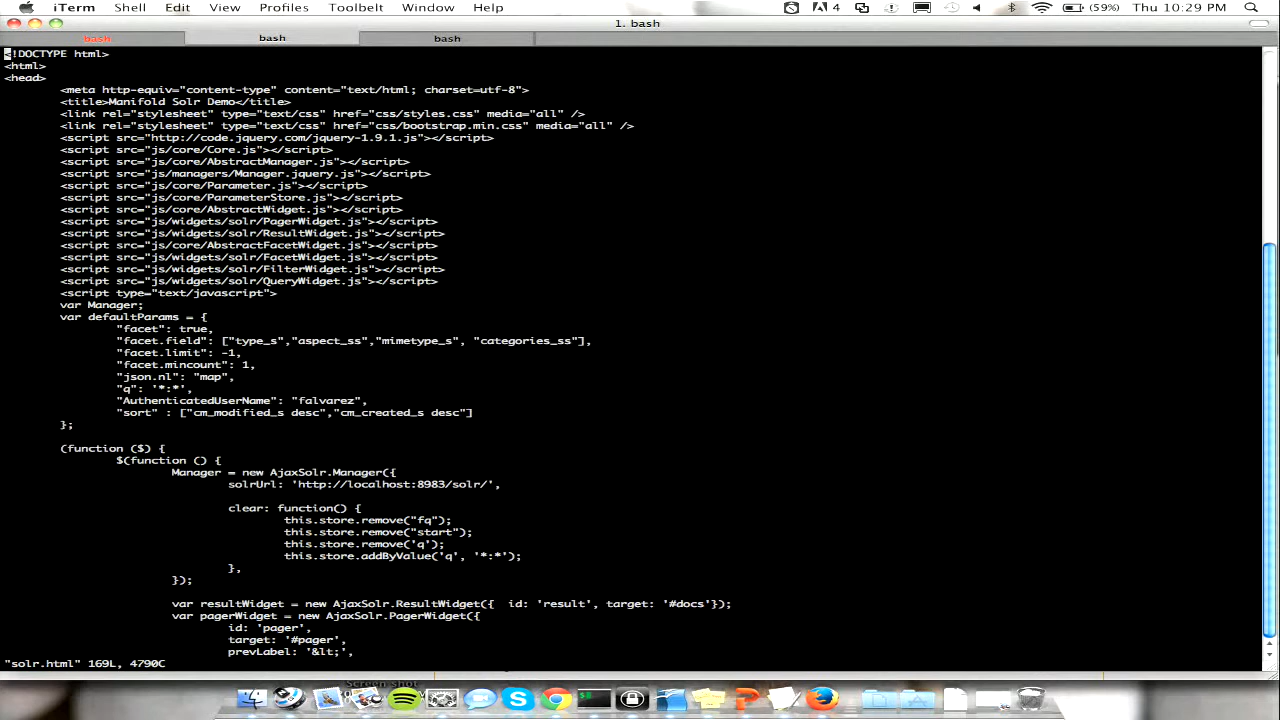 iTerm Shell Edit View Profiles Toolbelt Window Help 4 (59%) Thu 10:29 PM
1. bash
bash bash bash
<!DOCTYPE html>
<html>
<head>
<meta http-equiv="content-type" content="text/html; charset=utf-8">
<title>Manifold Solr Demo</title>
<link rel="stylesheet" type="text/css" href="css/styles.css" media="all" />
<link rel="stylesheet" type="text/css" href="css/bootstrap.min.css" media="all" />
<script src="http://code.jquery.com/jquery-1.9.1.js"></script>
<script src="js/core/Core.js"></script>
<script src="js/core/AbstractManager.js"></script>
<script src="js/managers/Manager.jquery.js"></script>
<script src="js/core/Parameter.js"></script>
<script src="js/core/ParameterStore.js"></script>
<script src="js/core/AbstractWidget.js"></script>
<script src="js/widgets/solr/PagerWidget.js"></script>
<script src="js/widgets/solr/ResultWidget.js"></script>
<script src="js/core/AbstractFacetWidget.js"></script>
<script src="js/widgets/solr/FacetWidget.js"></script>
<script src="js/widgets/solr/FilterWidget.js"></script>
<script src="js/widgets/solr/QueryWidget.js"></script>
<script type="text/javascript">
var Manager;
var defaultParams = {
"facet": true,
"facet.field": ["type_s","aspect_ss","mimetype_s", "categories_ss"],
"facet.limit": -1,
"facet.mincount": 1,
"json.nl": "map",
"q": '*:*',
"AuthenticatedUserName": "falvarez",
"sort" : ["cm_modified_s desc","cm_created_s desc"]
};
(function ($) {
$(function () {
Manager = new AjaxSolr.Manager({
solrUrl: 'http://localhost:8983/solr/',
clear: function() {
this.store.remove("fq");
this.store.remove("start");
this.store.remove('q');
this.store.addByValue('q', '*:*');
},
});
var resultWidget = new AjaxSolr.ResultWidget({ id: 'result', target: '#docs'});
var pagerWidget = new AjaxSolr.PagerWidget({
id: 'pager',
target: '#pager',
prevLabel: '&lt;',
"solr.html" 169L, 4790C
Screen shot